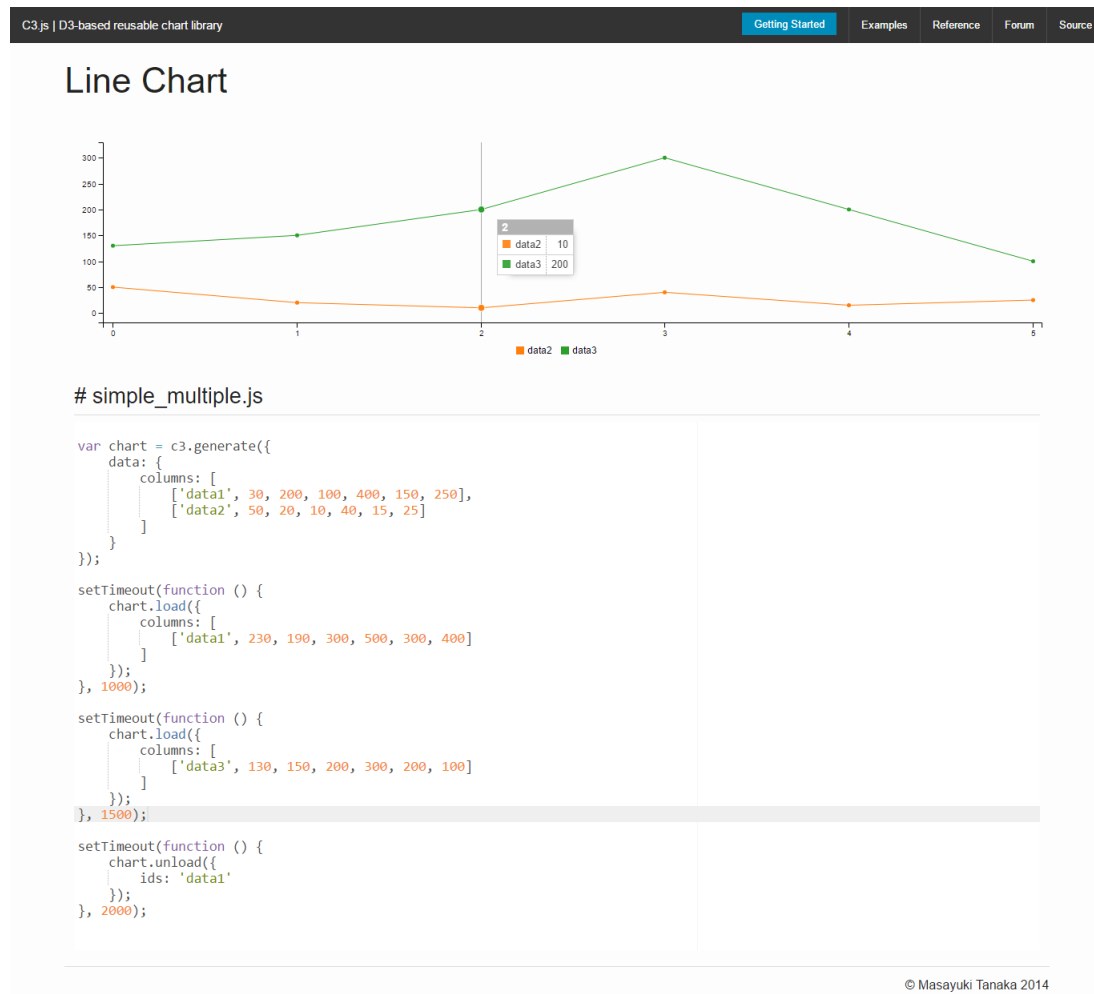 C3.js | D3-based reusable chart library
Getting Started
Examples
Reference
Forum
Source
Line Chart
300
250
200
150
100
50
0
2
data2 10
data3 200
0 1 2 3 4 5
data2 data3
# simple_multiple.js
var chart = c3.generate({
    data: {
        columns: [
            ['data1', 30, 200, 100, 400, 150, 250],
            ['data2', 50, 20, 10, 40, 15, 25]
        ]
    }
});
setTimeout(function () {
    chart.load({
        columns: [
            ['data1', 230, 190, 300, 500, 300, 400]
        ]
    });
}, 1000);
setTimeout(function () {
    chart.load({
        columns: [
            ['data3', 130, 150, 200, 300, 200, 100]
        ]
    });
}, 1500);
setTimeout(function () {
    chart.unload({
        ids: 'data1'
    });
}, 2000);
© Masayuki Tanaka 2014